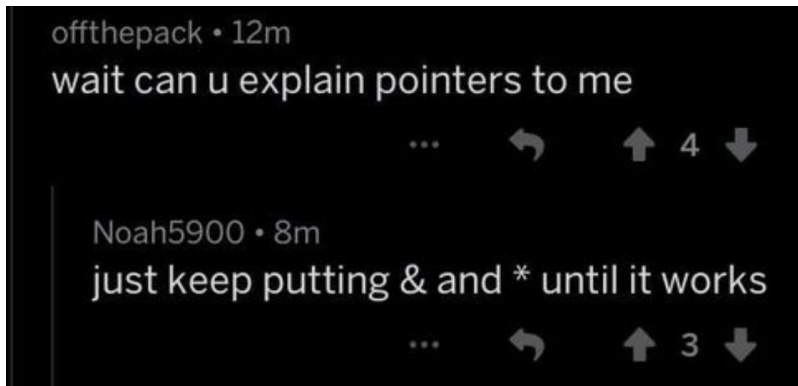 offthepack • 12m
wait can u explain pointers to me
... 4
Noah5900 • 8m
just keep putting & and * until it works
... 3